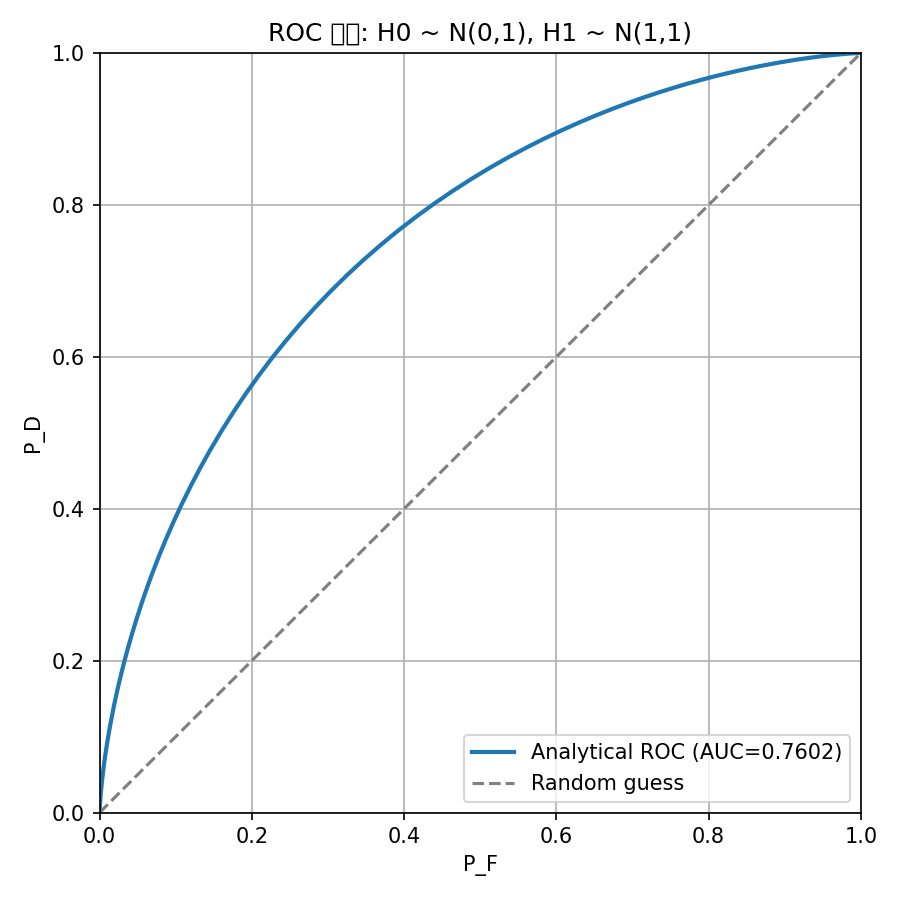 ROC : H0 ~ N(0,1), H1 ~ N(1,1)
1.0
0.8
0.6
0.4
0.2
0.0
P_D
0.0 0.2 0.4 0.6 0.8 1.0
P_F
Analytical ROC (AUC=0.7602)
Random guess